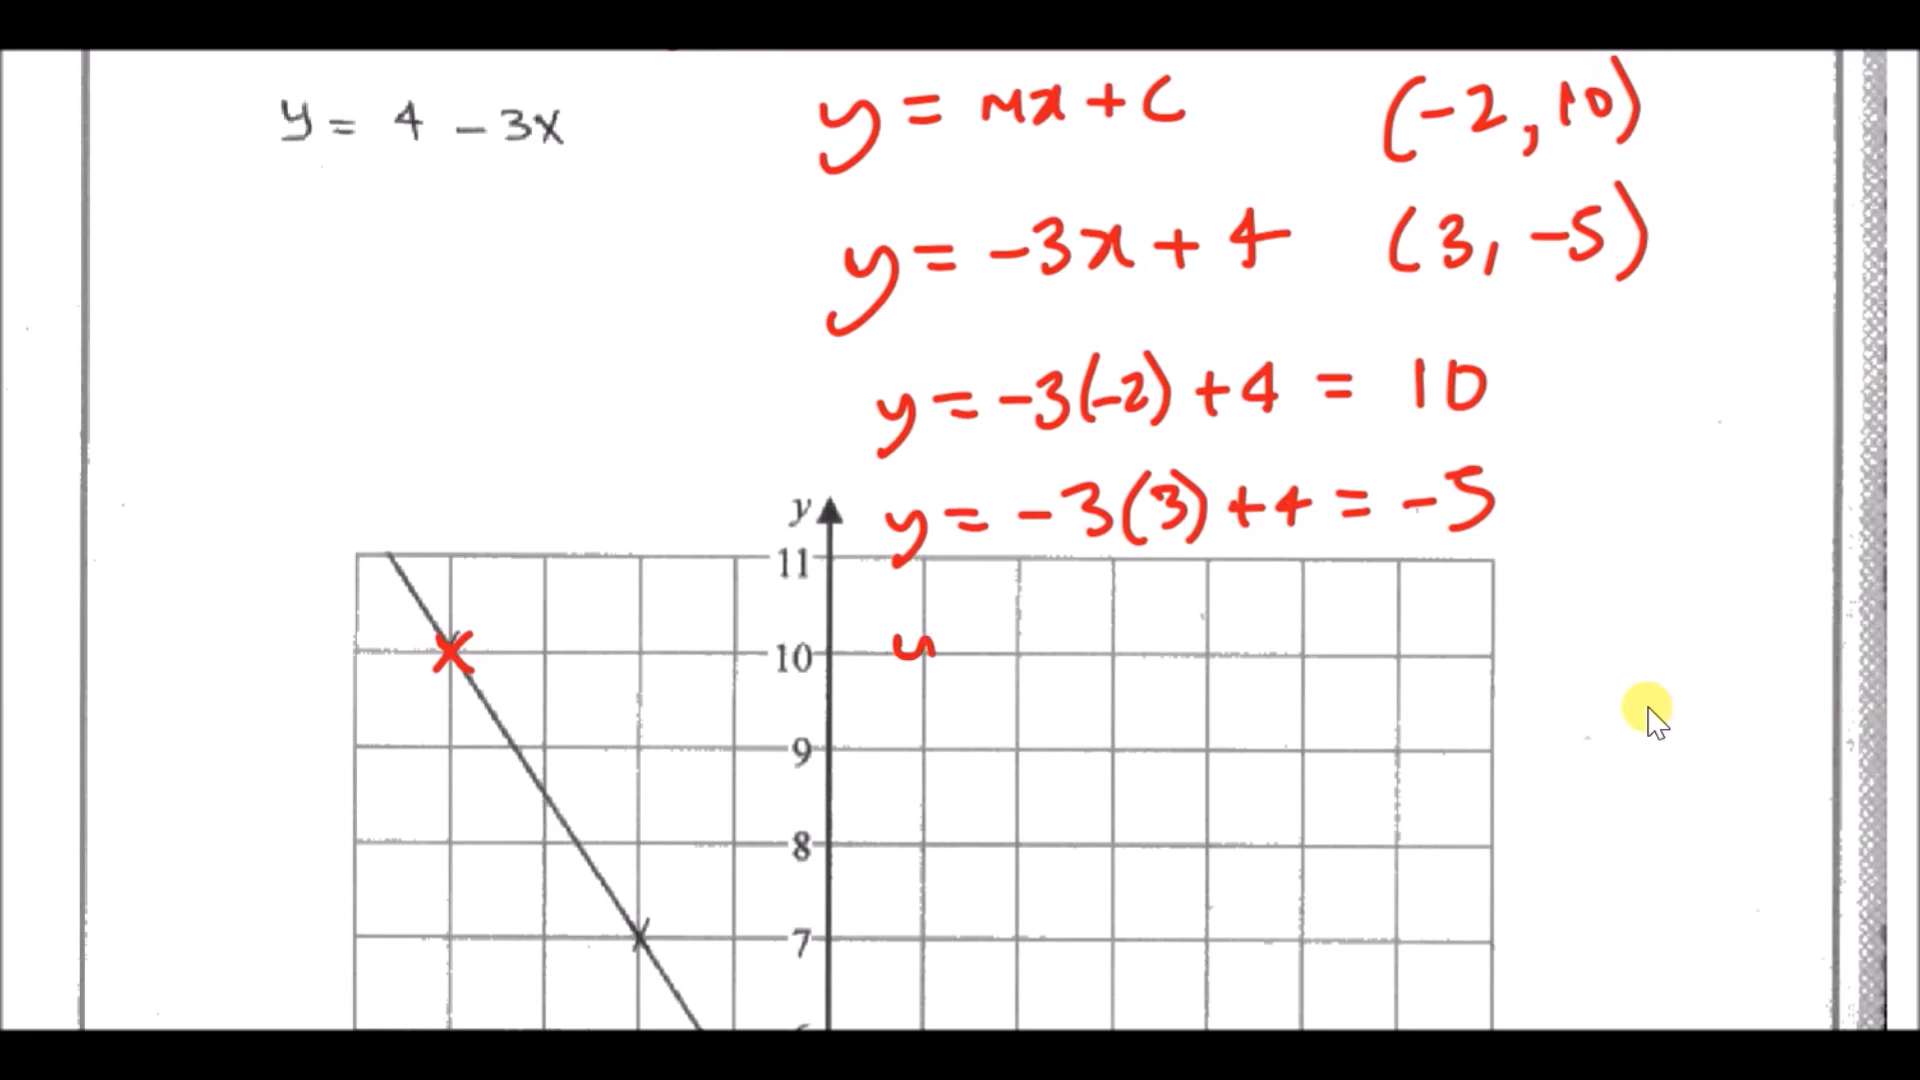 y = 4 - 3x
y = mx + c (-2, 10)
y = -3x + 4 (3, -5)
y = -3(-2) + 4 = 10
y = -3(3) + 4 = -5
y
11
10
9
8
7